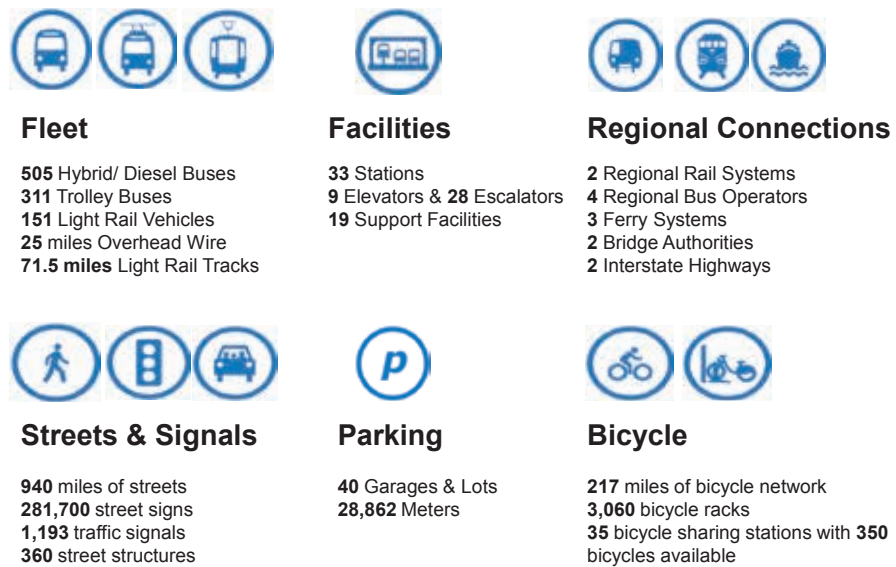 Fleet
505 Hybrid/ Diesel Buses
311 Trolley Buses
151 Light Rail Vehicles
25 miles Overhead Wire
71.5 miles Light Rail Tracks
Facilities
33 Stations
9 Elevators & 28 Escalators
19 Support Facilities
Regional Connections
2 Regional Rail Systems
4 Regional Bus Operators
3 Ferry Systems
2 Bridge Authorities
2 Interstate Highways
Streets & Signals
940 miles of streets
281,700 street signs
1,193 traffic signals
360 street structures
p
Parking
40 Garages & Lots
28,862 Meters
Bicycle
217 miles of bicycle network
3,060 bicycle racks
35 bicycle sharing stations with 350
bicycles available